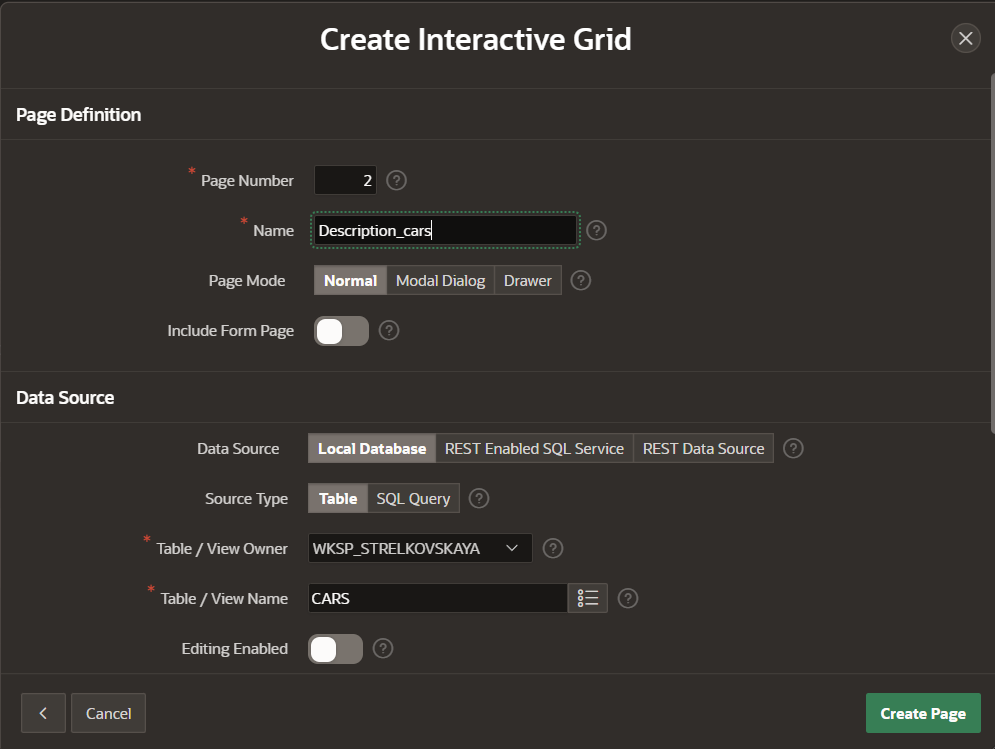 Create Interactive Grid
Page Definition
* Page Number 2 ?
* Name Description_cars ?
Page Mode Normal Modal Dialog Drawer ?
Include Form Page ?
Data Source
Data Source Local Database REST Enabled SQL Service REST Data Source ?
Source Type Table SQL Query ?
* Table / View Owner WKSP_STRELKOVSKAYA ?
* Table / View Name CARS ?
Editing Enabled ?
Cancel Create Page